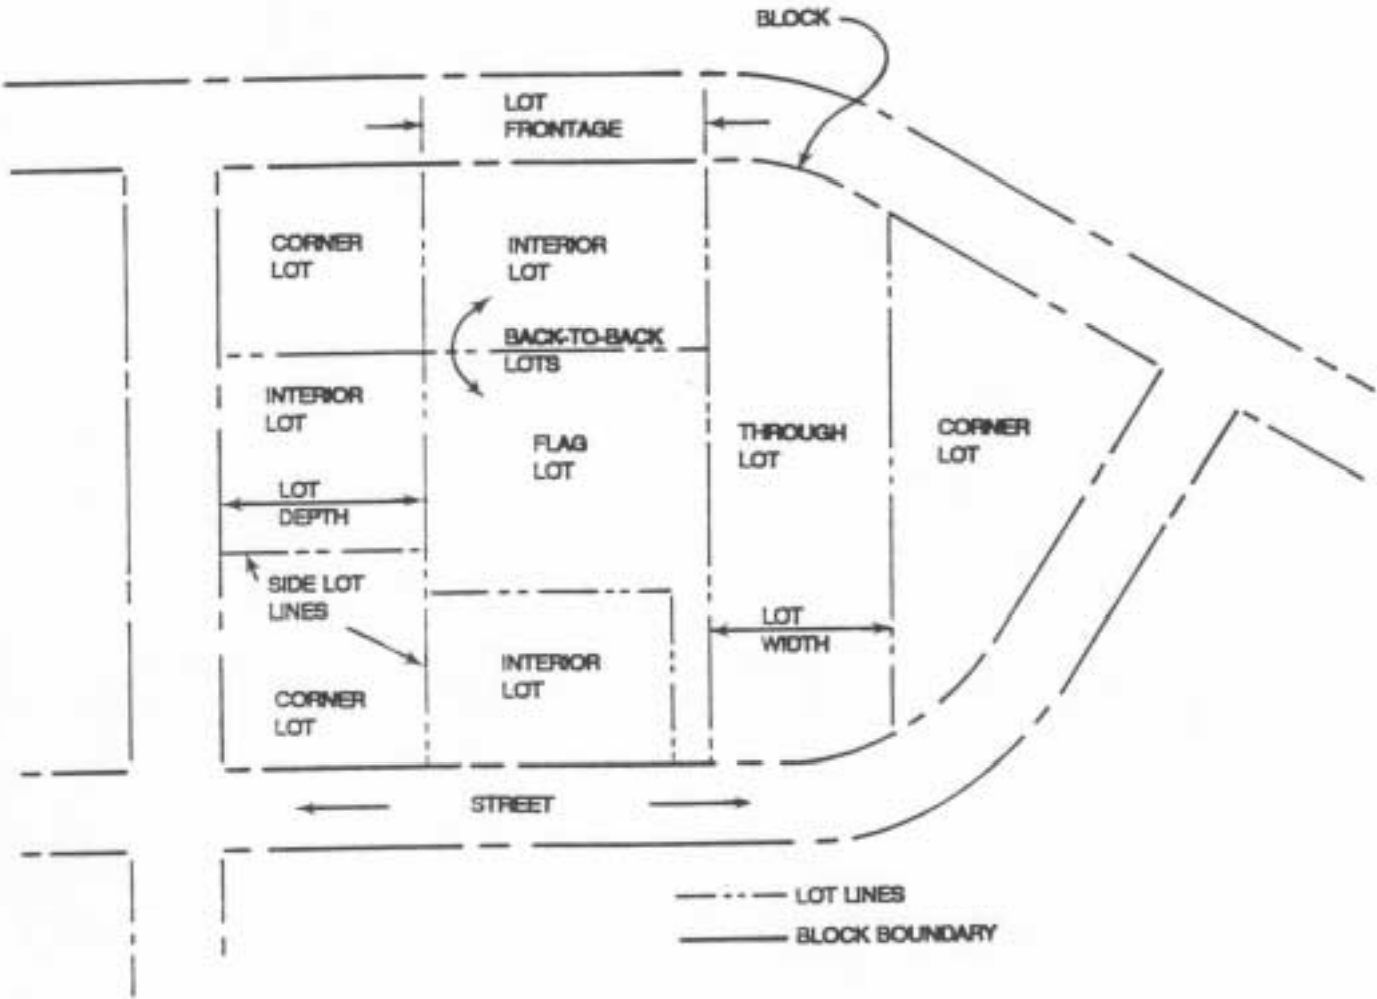 BLOCK
LOT
FRONTAGE
CORNER
LOT
INTERIOR
LOT
BACK-TO-BACK
LOTS
INTERIOR
LOT
FLAG
LOT
THROUGH
LOT
CORNER
LOT
LOT
DEPTH
SIDE LOT
LINES
LOT
WIDTH
INTERIOR
LOT
CORNER
LOT
STREET
LOT LINES
BLOCK BOUNDARY